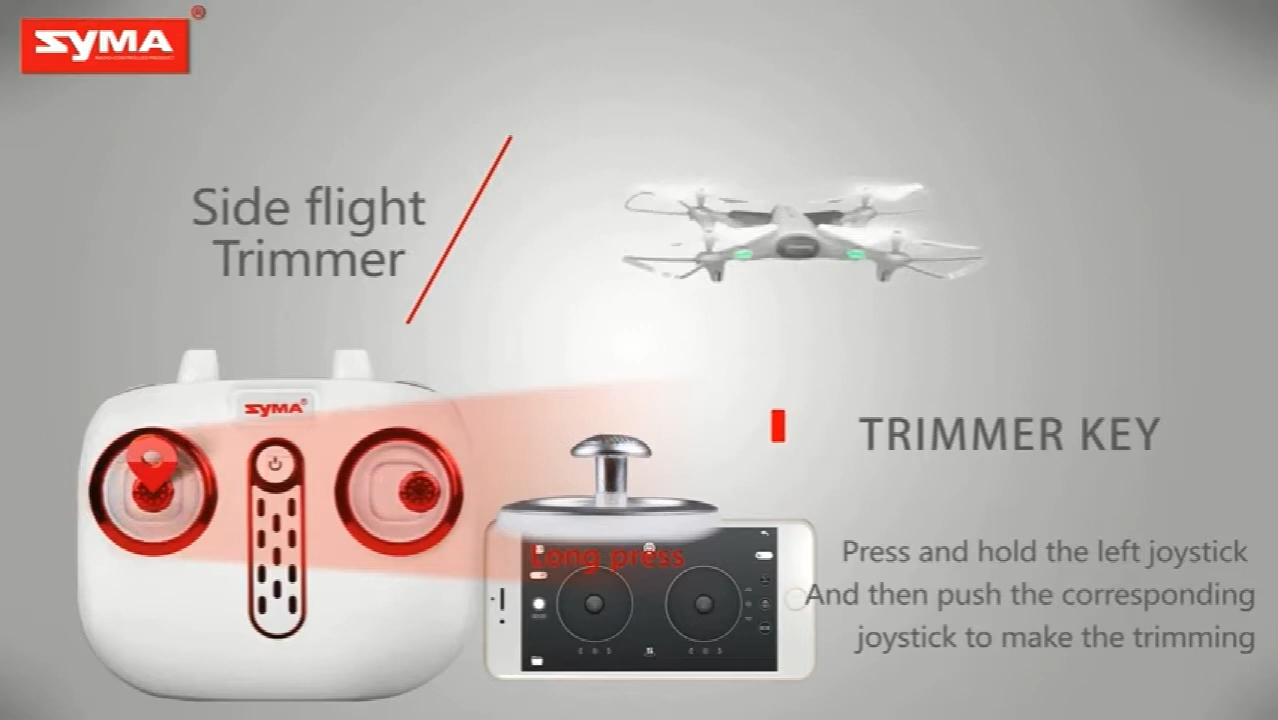 SYMA
Side flight
Trimmer
SYMA
TRIMMER KEY
Long press
Press and hold the left joystick
And then push the corresponding
joystick to make the trimming